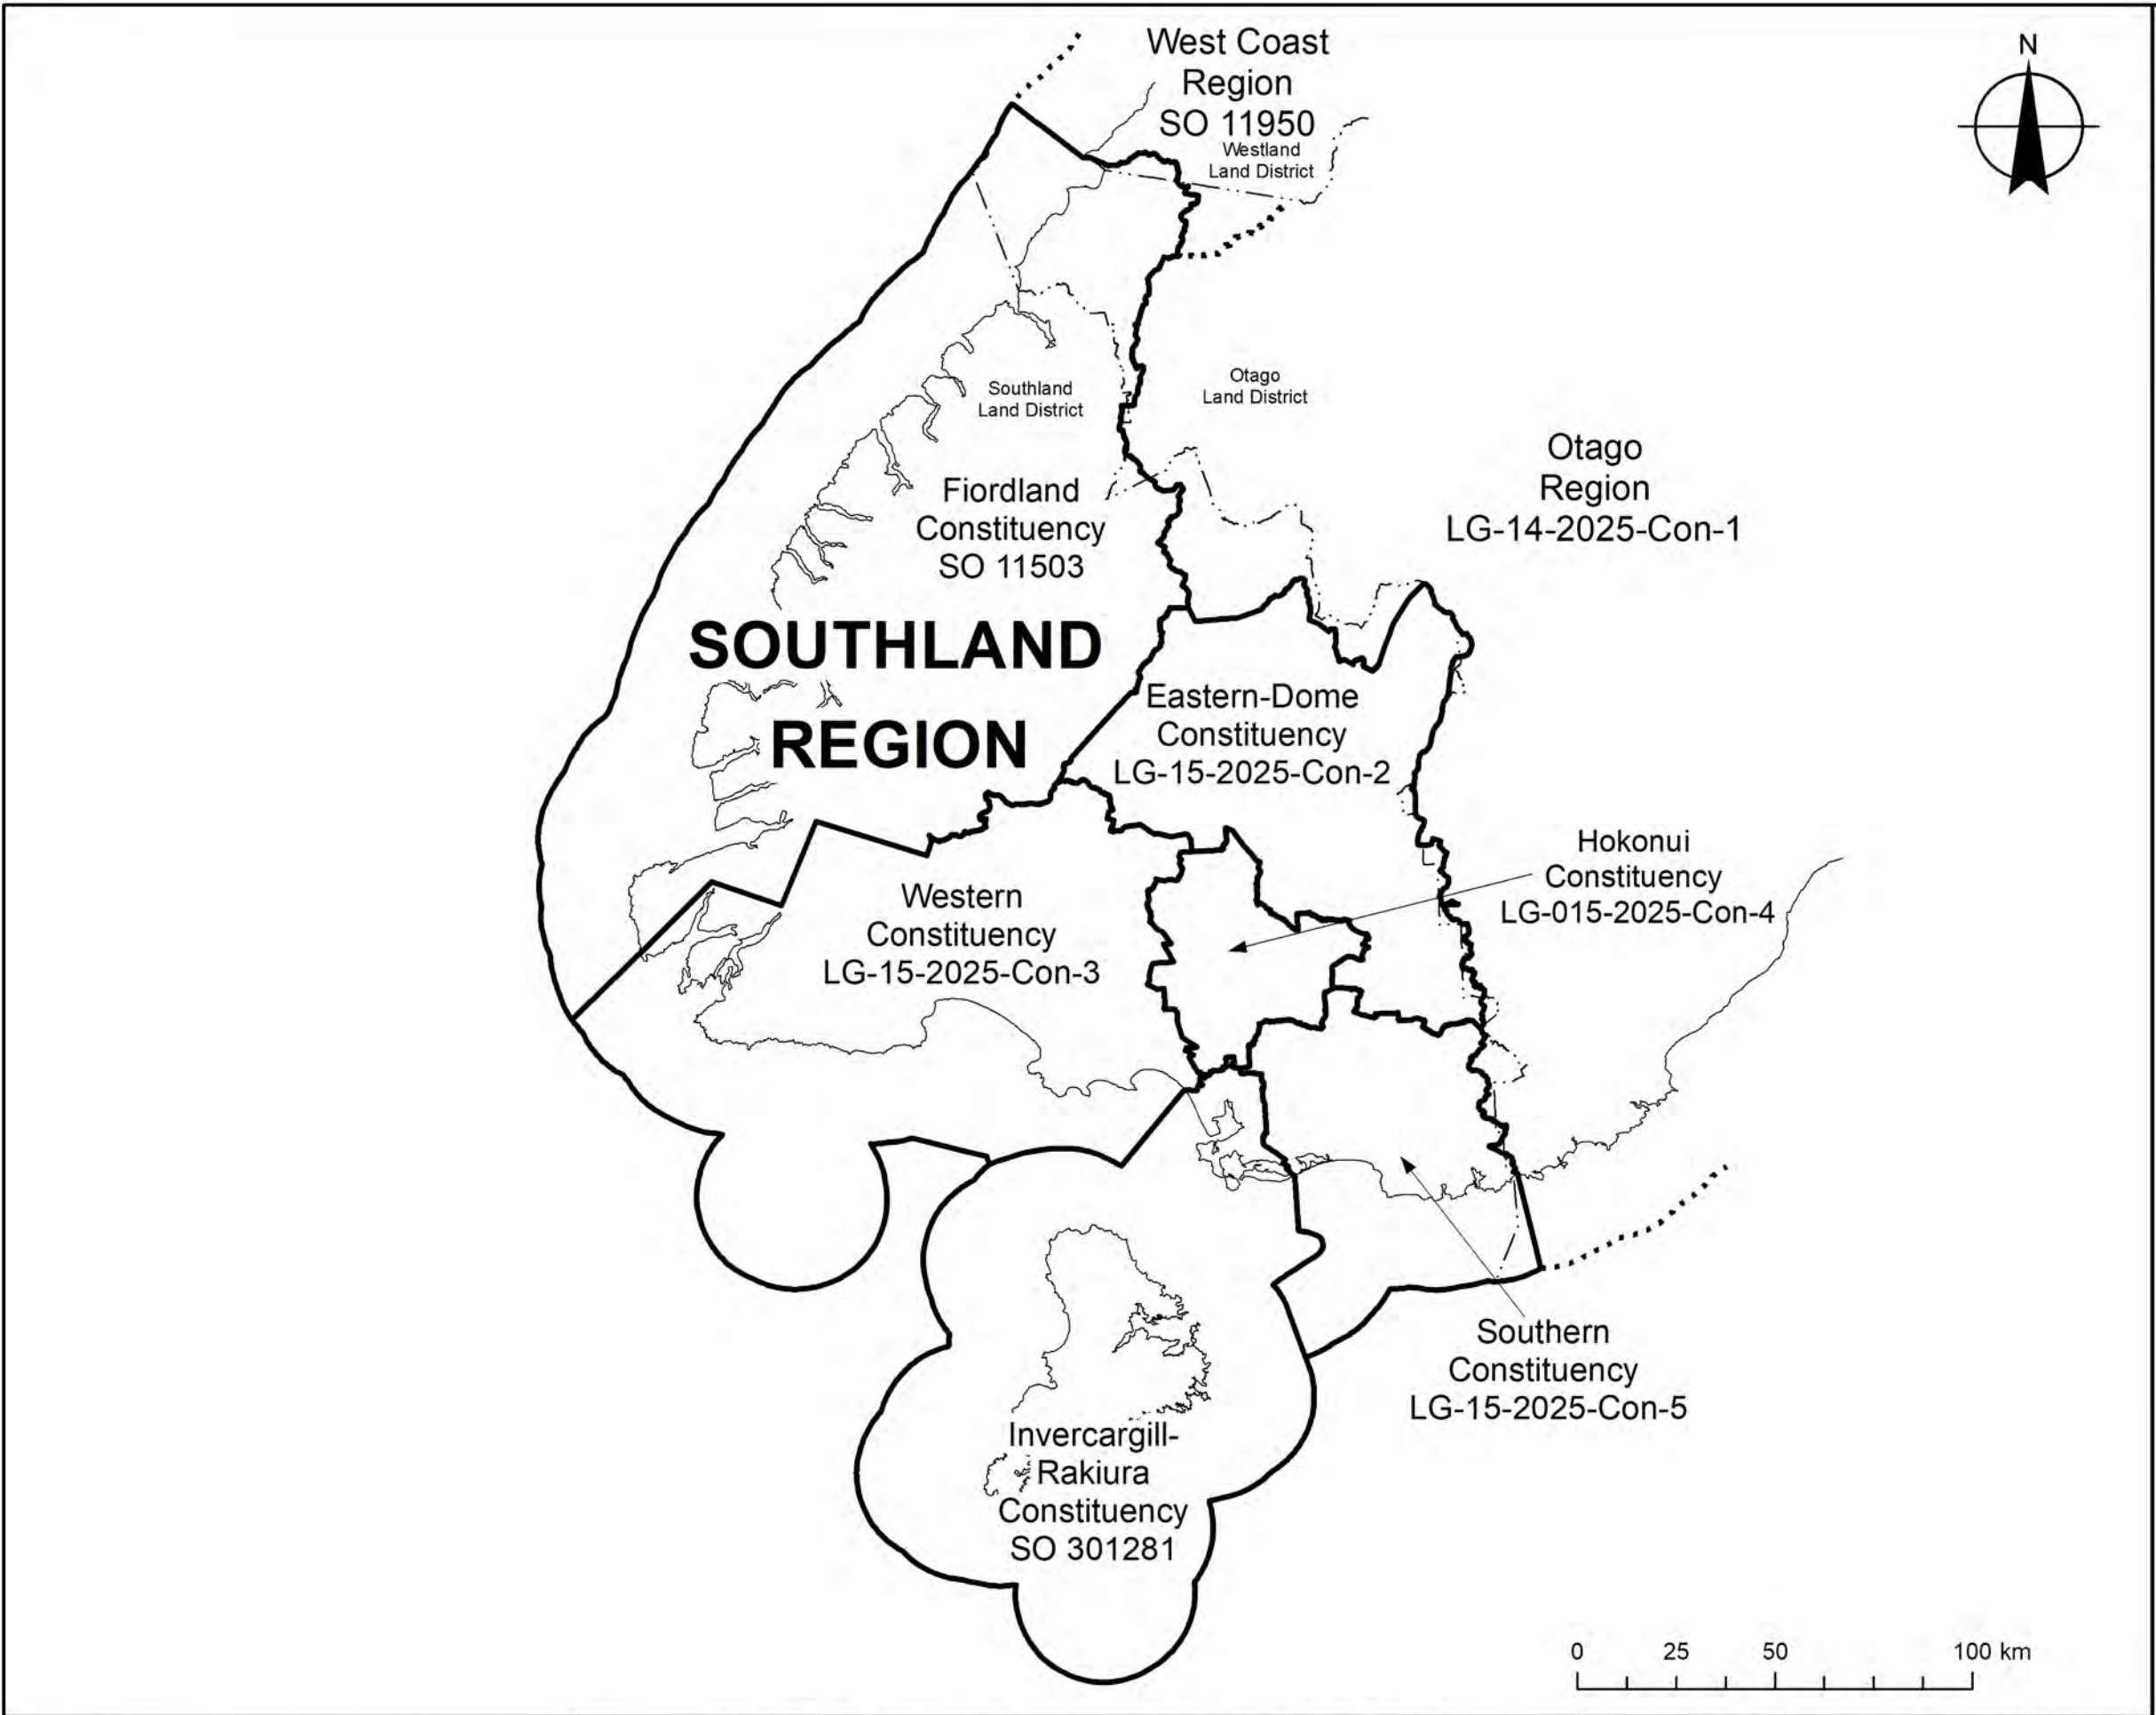 West Coast
Region
SO 11950
Westland
Land District
N
Southland
Land District
Otago
Land District
Otago
Region
LG-14-2025-Con-1
Fiordland
Constituency
SO 11503
SOUTHLAND
REGION
Eastern-Dome
Constituency
LG-15-2025-Con-2
Hokonui
Constituency
LG-015-2025-Con-4
Western
Constituency
LG-15-2025-Con-3
Southern
Constituency
LG-15-2025-Con-5
Invercargill-
Rakiura
Constituency
SO 301281
0 25 50 100 km